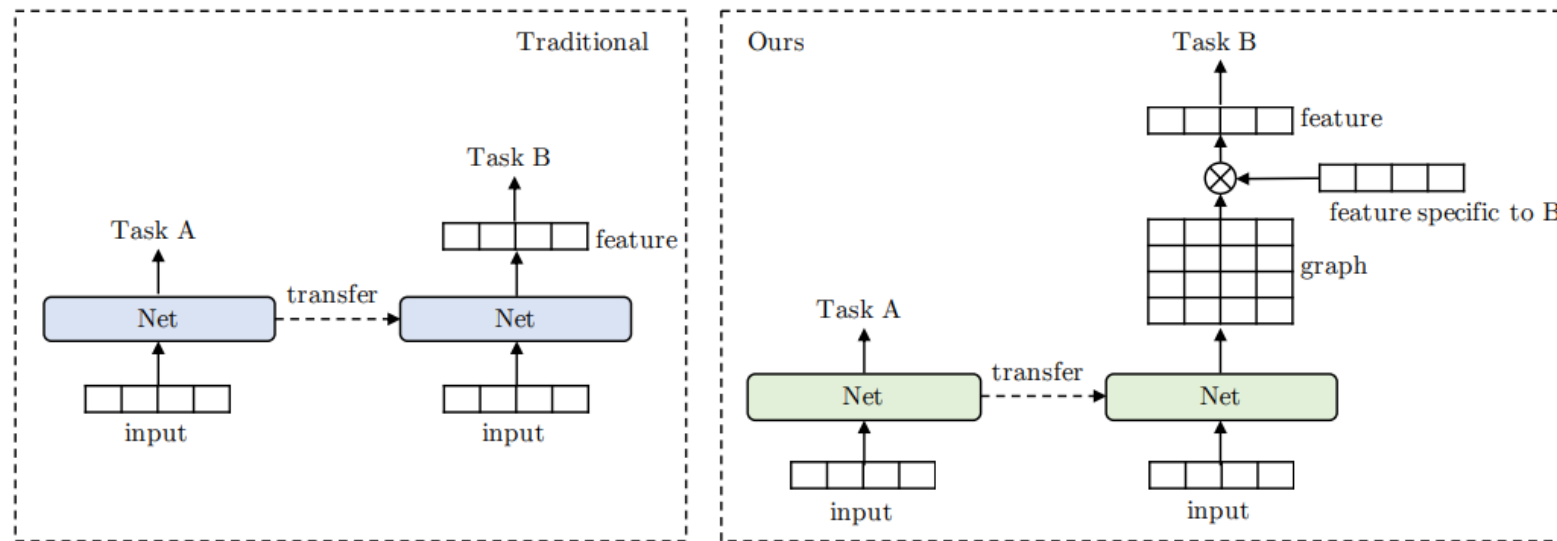 Traditional
Task B
feature
Task A
transfer
Net
Net
input
input
Ours
Task B
feature
feature specific to B
graph
Task A
transfer
Net
Net
input
input